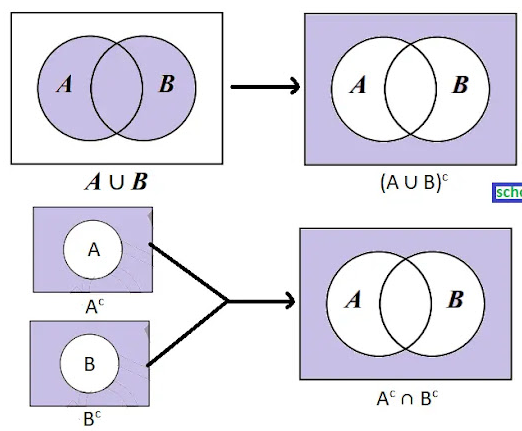 A B
A B
A ∪ B
(A ∪ B)ᶜ
A
Aᶜ
B
Bᶜ
A B
Aᶜ ∩ Bᶜ